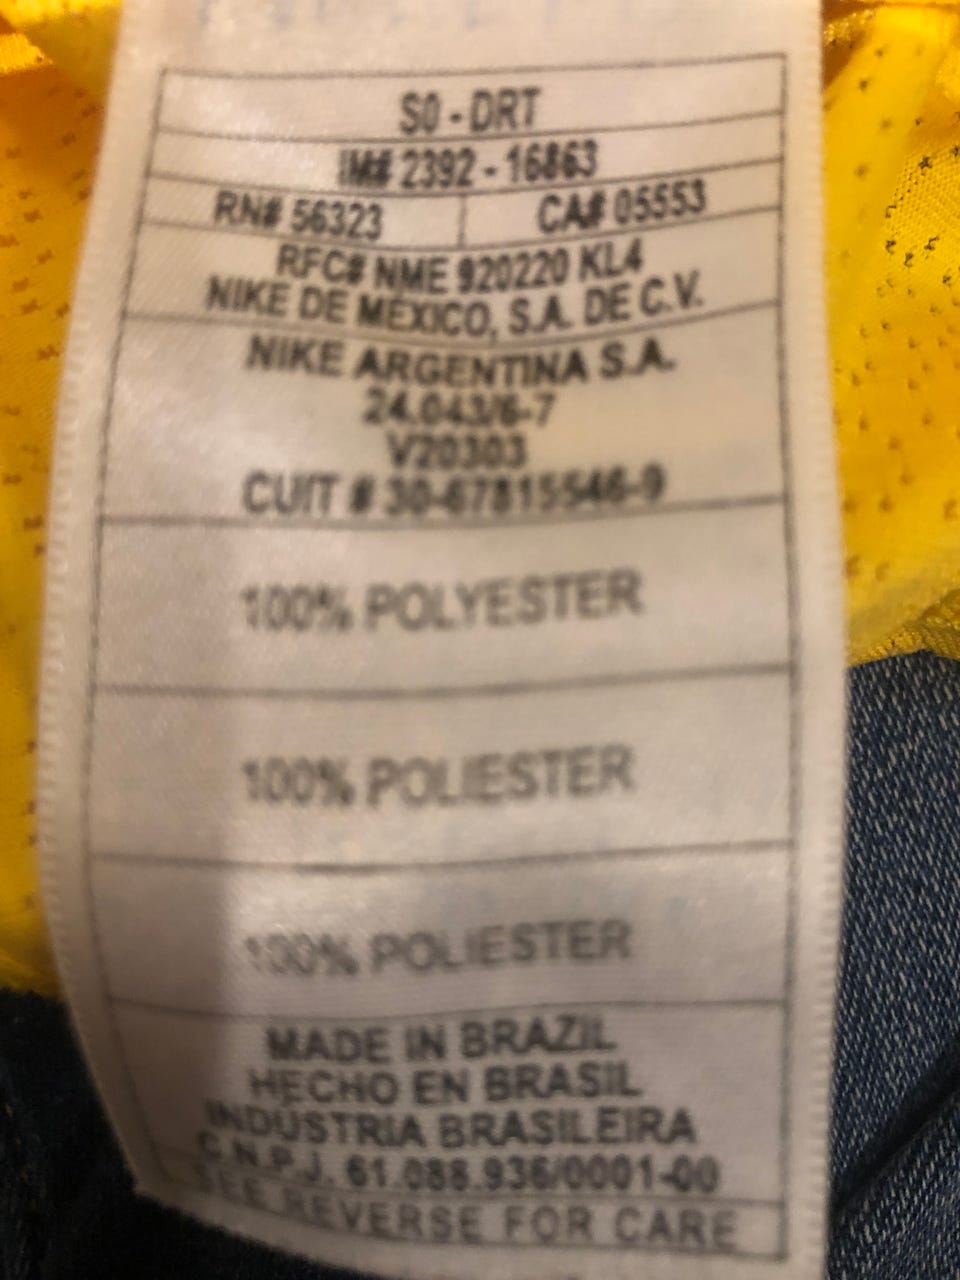 S0 - DRT
IM# 2392 - 16863
RN# 56323 CA# 05553
RFC# NME 920220 KL4
NIKE DE MÉXICO, S.A. DE C.V.
NIKE ARGENTINA S.A.
24.043/6-7
V20303
CUIT # 30-67815546-9
100% POLYESTER
100% POLIESTER
100% POLIESTER
MADE IN BRAZIL
HECHO EN BRASIL
INDÚSTRIA BRASILEIRA
C.N.P.J. 61.088.936/0001-00
SEE REVERSE FOR CARE